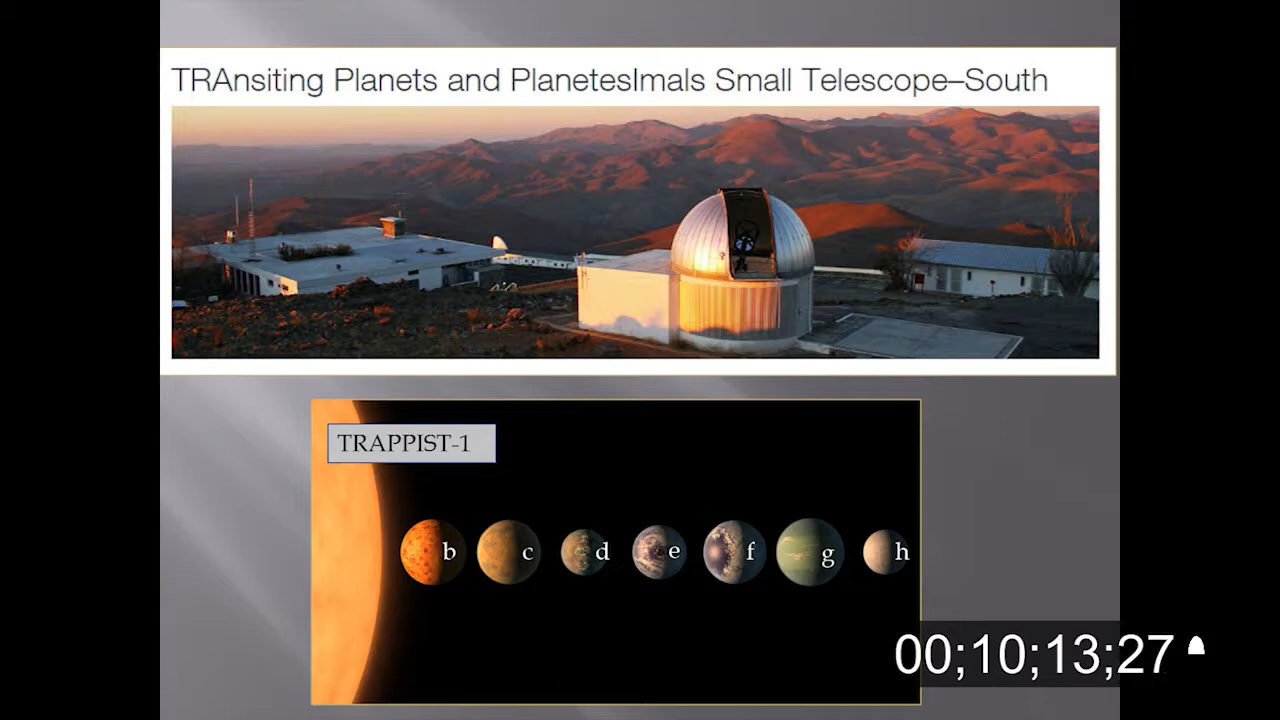 TRAnsiting Planets and PlanetesImals Small Telescope–South
TRAPPIST-1
b c d e f g h
00;10;13;27